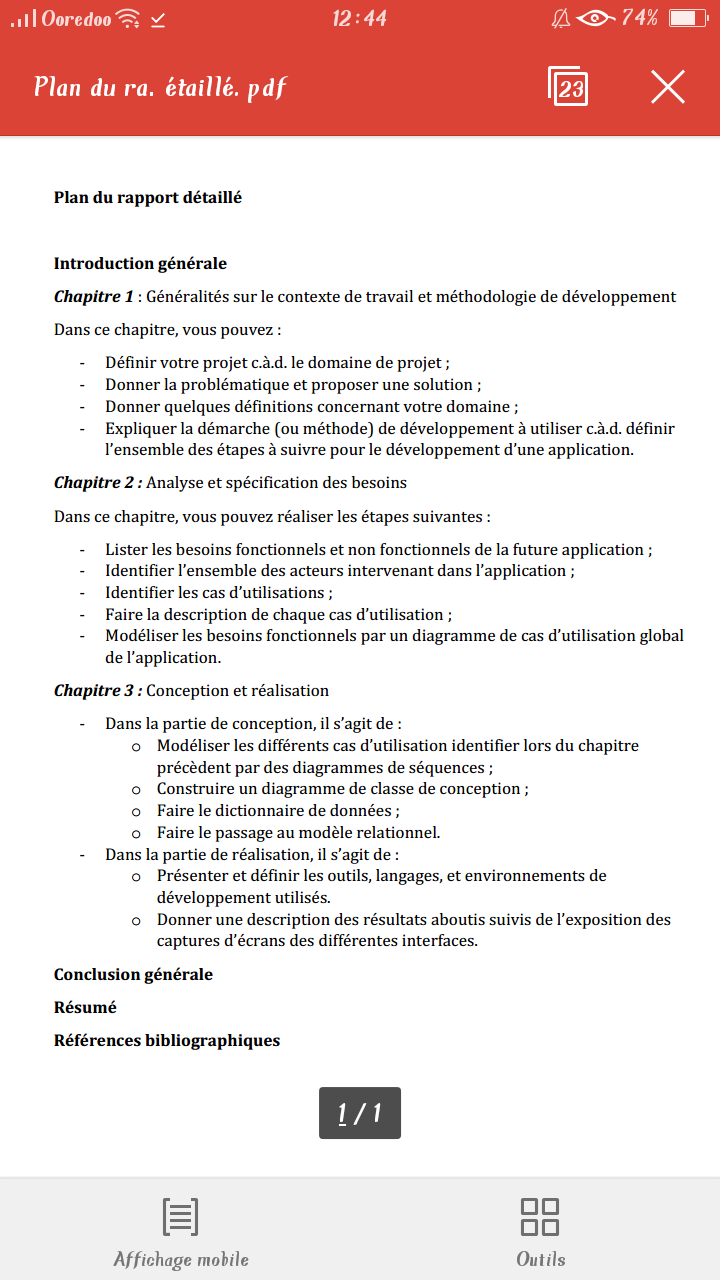 Ooredoo 12:44 74%
Plan du ra. étaillé. pdf 23
Plan du rapport détaillé
Introduction générale
Chapitre 1 : Généralités sur le contexte de travail et méthodologie de développement
Dans ce chapitre, vous pouvez :
- Définir votre projet c.à.d. le domaine de projet ;
- Donner la problématique et proposer une solution ;
- Donner quelques définitions concernant votre domaine ;
- Expliquer la démarche (ou méthode) de développement à utiliser c.à.d. définir
l'ensemble des étapes à suivre pour le développement d'une application.
Chapitre 2 : Analyse et spécification des besoins
Dans ce chapitre, vous pouvez réaliser les étapes suivantes :
- Lister les besoins fonctionnels et non fonctionnels de la future application ;
- Identifier l'ensemble des acteurs intervenant dans l'application ;
- Identifier les cas d'utilisations ;
- Faire la description de chaque cas d'utilisation ;
- Modéliser les besoins fonctionnels par un diagramme de cas d'utilisation global
de l'application.
Chapitre 3 : Conception et réalisation
- Dans la partie de conception, il s'agit de :
o Modéliser les différents cas d'utilisation identifier lors du chapitre
précèdent par des diagrammes de séquences ;
o Construire un diagramme de classe de conception ;
o Faire le dictionnaire de données ;
o Faire le passage au modèle relationnel.
- Dans la partie de réalisation, il s'agit de :
o Présenter et définir les outils, langages, et environnements de
développement utilisés.
o Donner une description des résultats aboutis suivis de l'exposition des
captures d'écrans des différentes interfaces.
Conclusion générale
Résumé
Références bibliographiques
1 / 1
Affichage mobile Outils